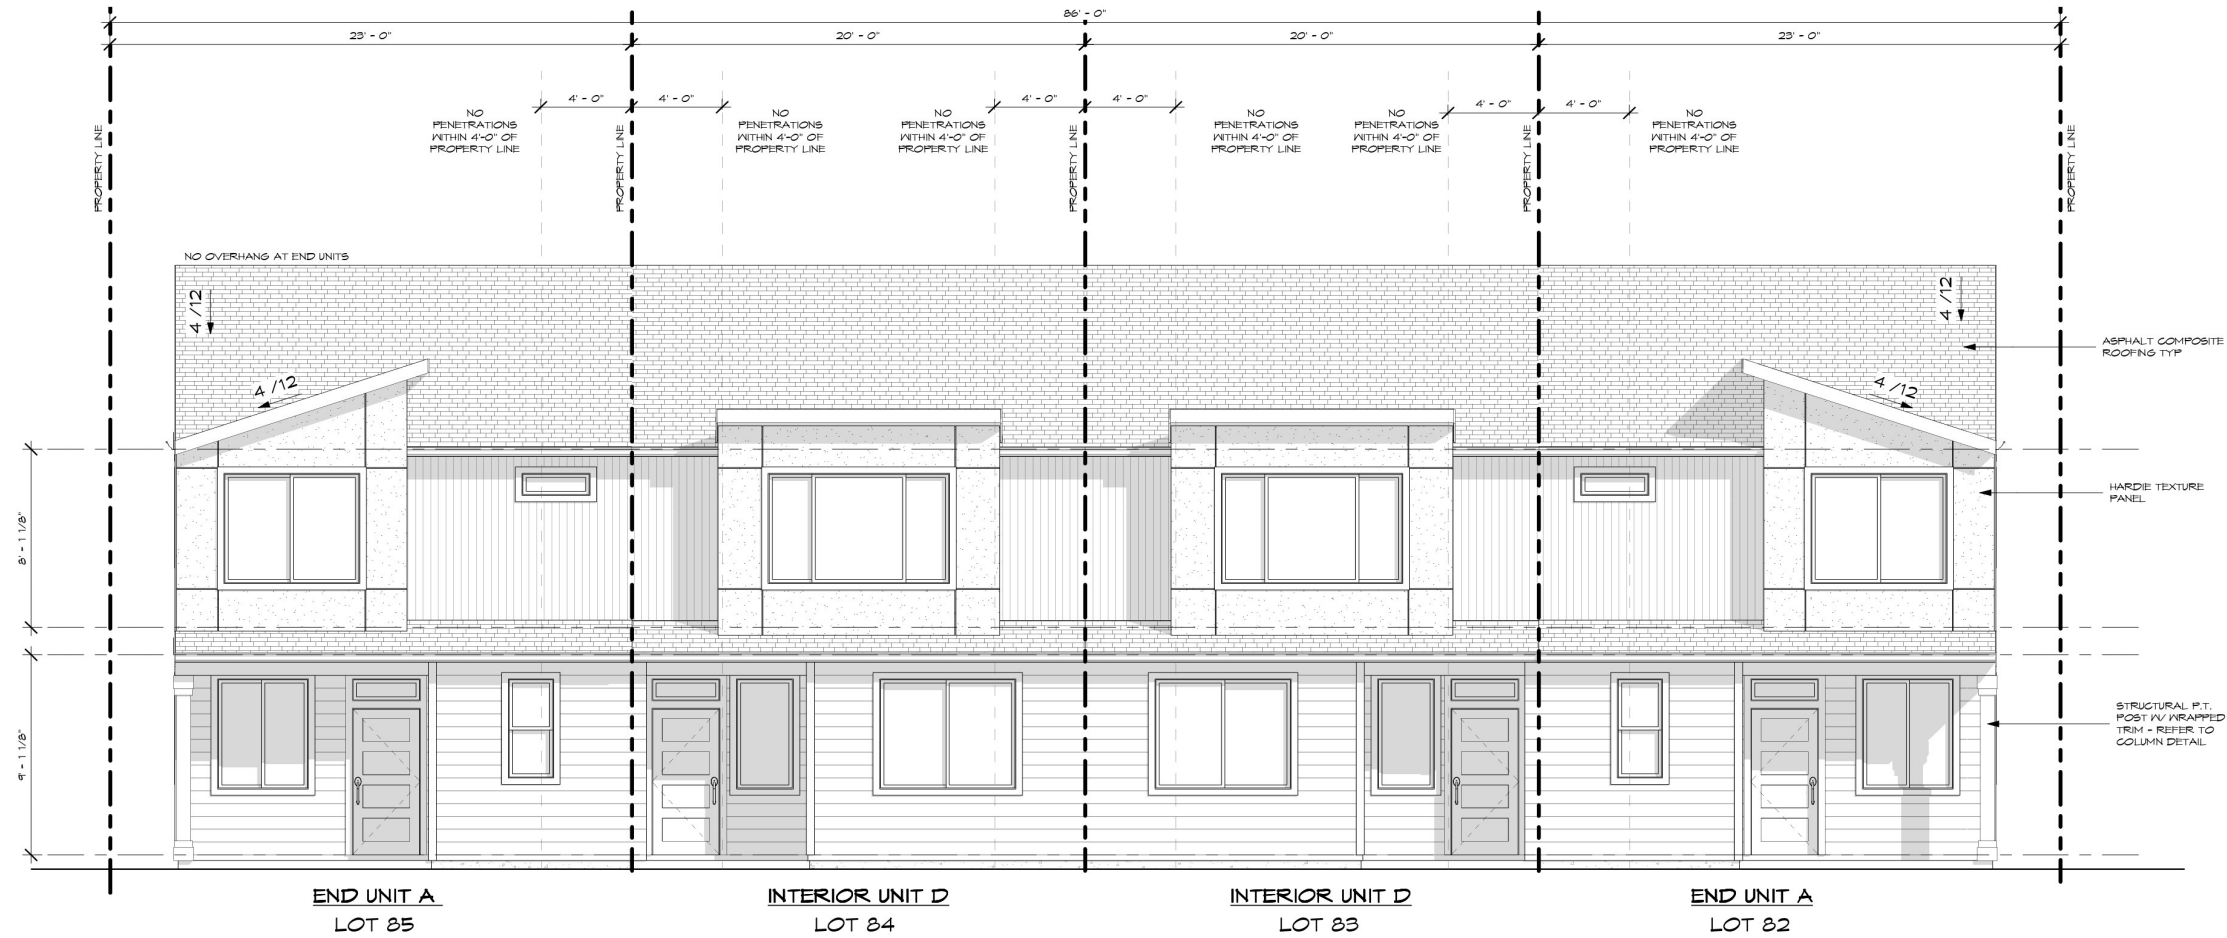 86' - 0"
23' - 0"
20' - 0"
20' - 0"
23' - 0"
4' - 0"
4' - 0"
4' - 0"
4' - 0"
4' - 0"
4' - 0"
NO
PENETRATIONS
WITHIN 4'-0" OF
PROPERTY LINE
NO
PENETRATIONS
WITHIN 4'-0" OF
PROPERTY LINE
NO
PENETRATIONS
WITHIN 4'-0" OF
PROPERTY LINE
NO
PENETRATIONS
WITHIN 4'-0" OF
PROPERTY LINE
NO
PENETRATIONS
WITHIN 4'-0" OF
PROPERTY LINE
NO
PENETRATIONS
WITHIN 4'-0" OF
PROPERTY LINE
PROPERTY LINE
PROPERTY LINE
PROPERTY LINE
PROPERTY LINE
PROPERTY LINE
NO OVERHANG AT END UNITS
4 /12
4 /12
4 /12
4 /12
ASPHALT COMPOSITE
ROOFING TYP
HARDIE TEXTURE
PANEL
8' - 1 1/8"
9' - 1 1/8"
STRUCTURAL P.T.
POST W/ WRAPPED
TRIM - REFER TO
COLUMN DETAIL
END UNIT A
LOT 85
INTERIOR UNIT D
LOT 84
INTERIOR UNIT D
LOT 83
END UNIT A
LOT 82